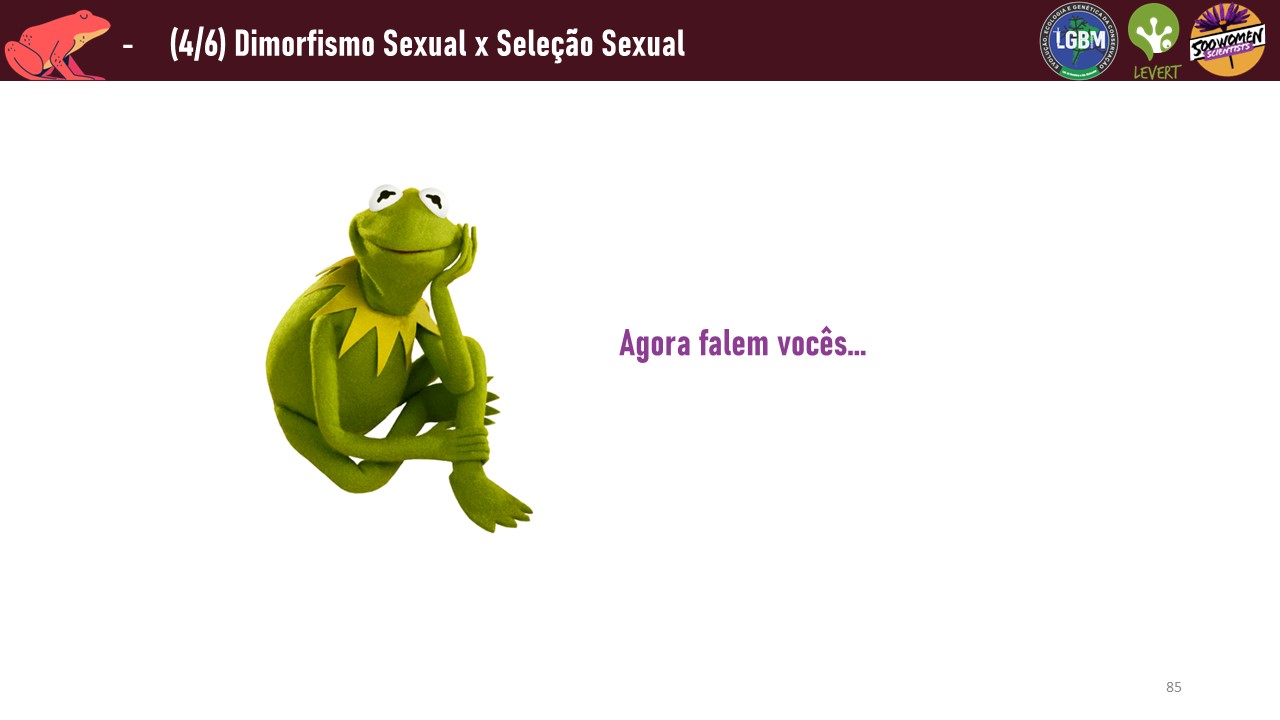 - (4/6) Dimorfismo Sexual x Seleção Sexual
EVOLUÇÃO, ECOLOGIA E GENÉTICA DA CONSERVAÇÃO
LGBM
LEVERT
500 WOMEN
SCIENTISTS
Agora falem vocês...
85